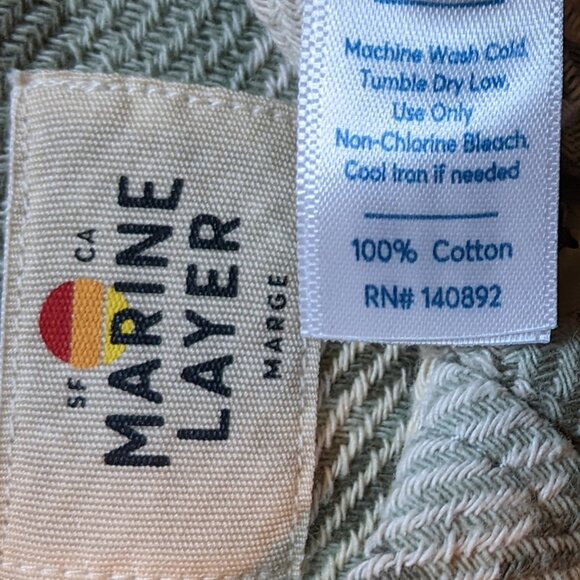 SF CA
MARINE
LAYER
MARGE
Machine Wash Cold,
Tumble Dry Low,
Use Only
Non-Chlorine Bleach,
Cool Iron if needed
100% Cotton
RN# 140892